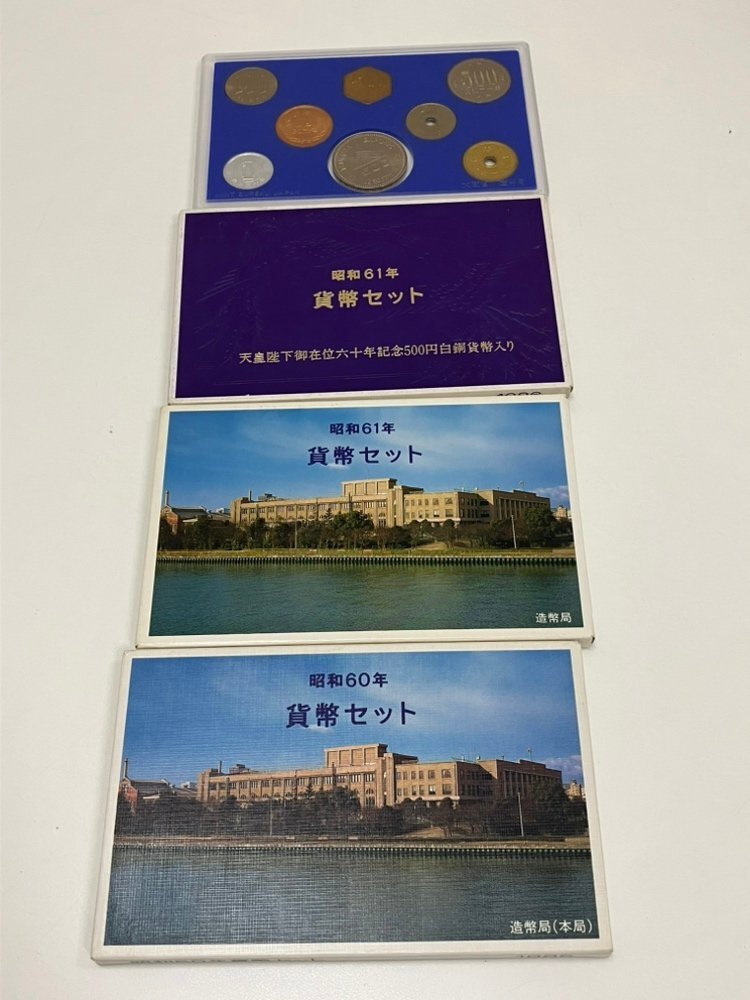 500
昭和61年
貨幣セット
天皇陛下御在位六十年記念500円白銅貨幣入り
昭和61年
貨幣セット
造幣局
昭和60年
貨幣セット
造幣局(本局)